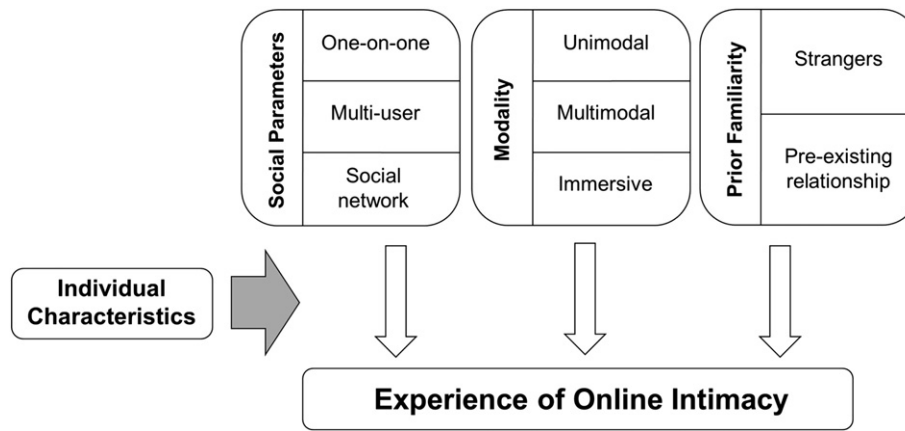 Social Parameters
One-on-one
Multi-user
Social
network
Modality
Unimodal
Multimodal
Immersive
Prior Familiarity
Strangers
Pre-existing
relationship
Individual
Characteristics
Experience of Online Intimacy